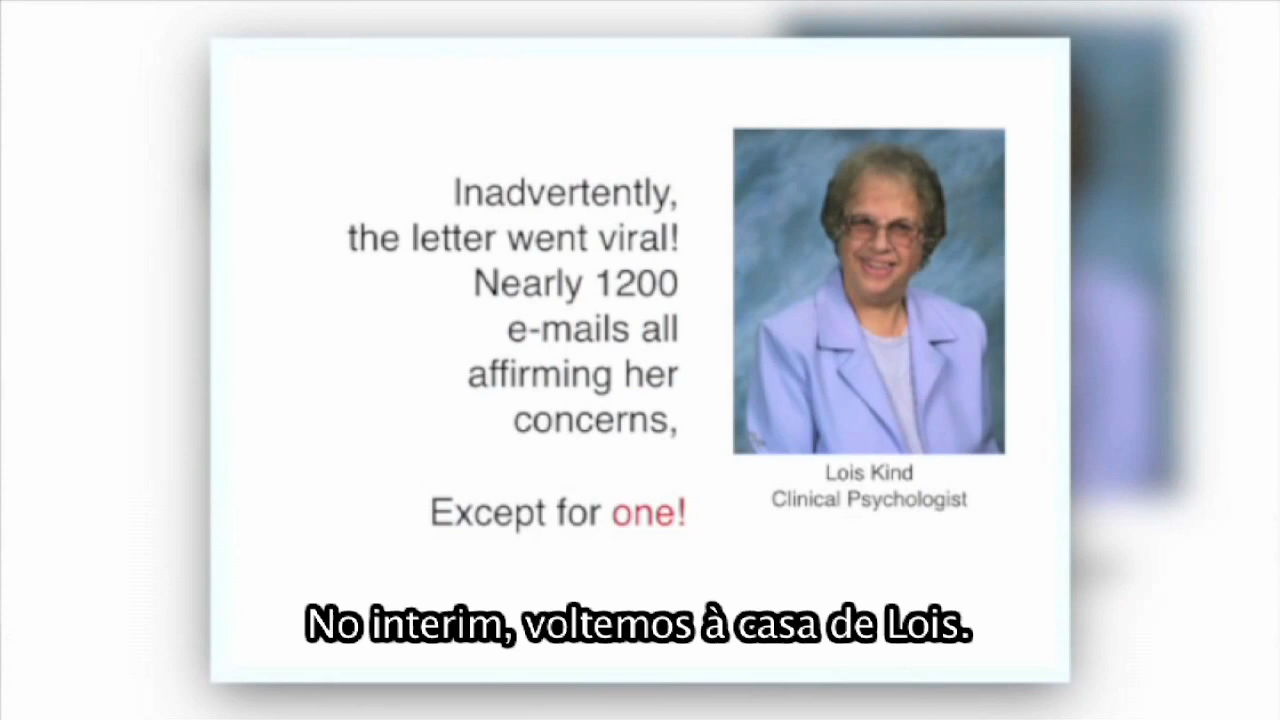 Inadvertently,
the letter went viral!
Nearly 1200
e-mails all
affirming her
concerns,
Except for one!
Lois Kind
Clinical Psychologist
No interim, voltemos à casa de Lois.